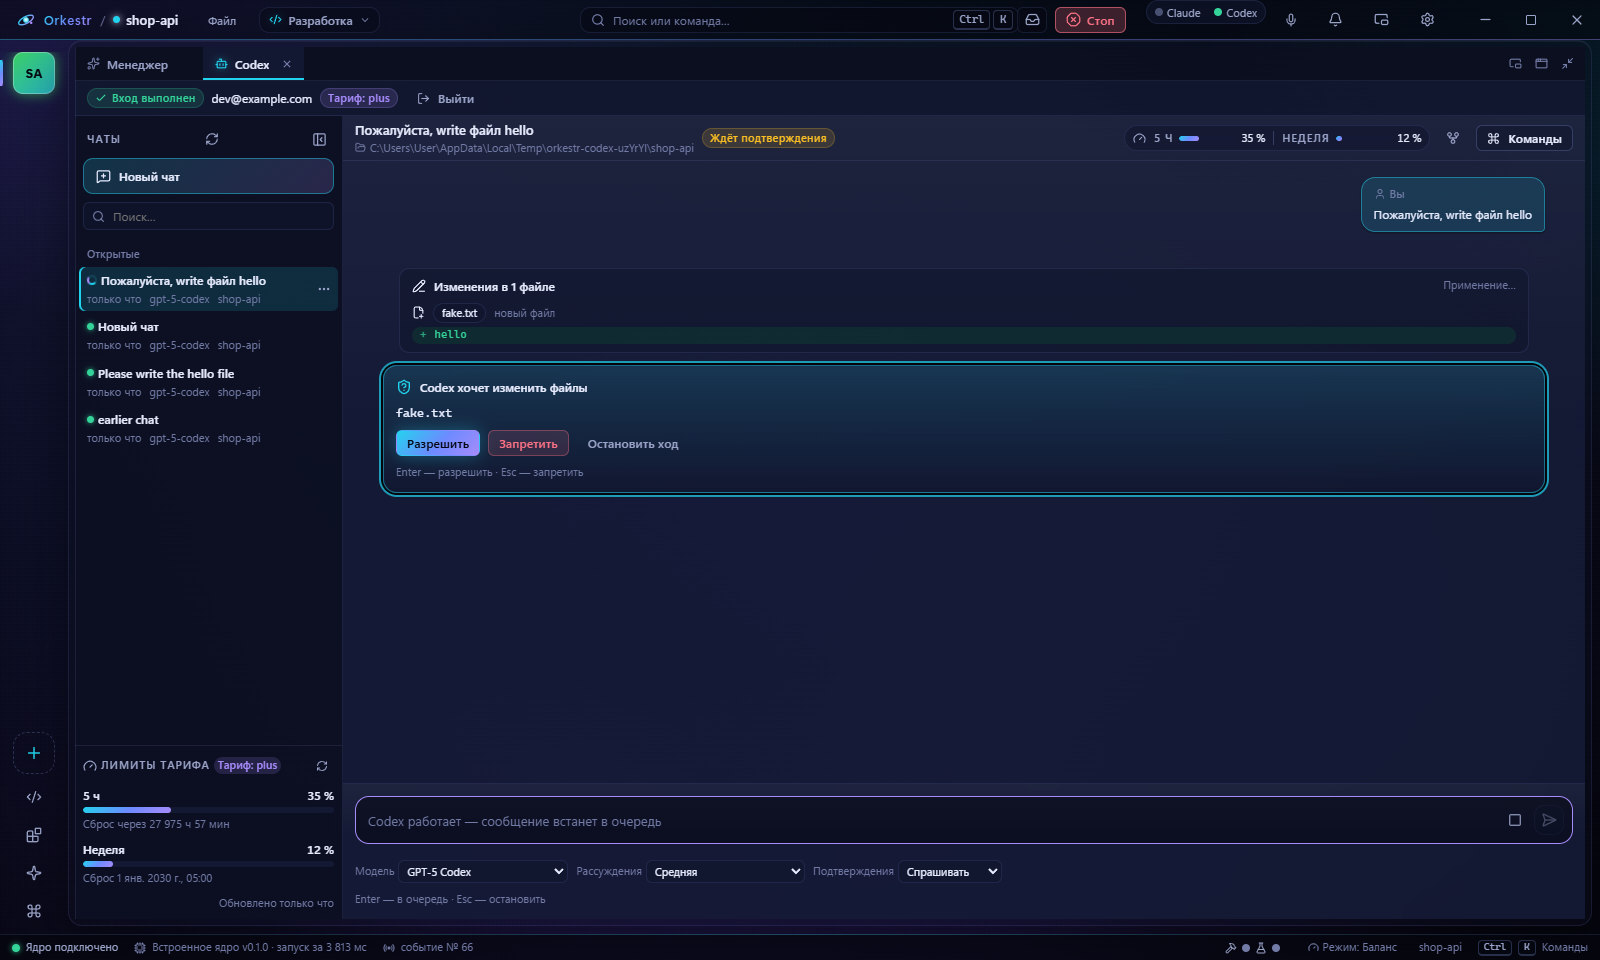 Orkestr / shop-api Файл Разработка Поиск или команда... Ctrl K Стоп Claude Codex
SA
Менеджер Codex
Вход выполнен dev@example.com Тариф: plus Выйти
ЧАТЫ
Новый чат
Поиск...
Открытые
Пожалуйста, write файл hello
только что gpt-5-codex shop-api
Новый чат
только что gpt-5-codex shop-api
Please write the hello file
только что gpt-5-codex shop-api
earlier chat
только что gpt-5-codex shop-api
ЛИМИТЫ ТАРИФА Тариф: plus
5 ч 35 %
Сброс через 27 975 ч 57 мин
Неделя 12 %
Сброс 1 янв. 2030 г., 05:00
Обновлено только что
Пожалуйста, write файл hello
C:\Users\User\AppData\Local\Temp\orkestr-codex-uzYrYl\shop-api
Ждёт подтверждения
5 Ч 35 % НЕДЕЛЯ 12 % Команды
Вы
Пожалуйста, write файл hello
Изменения в 1 файле Применение...
fake.txt новый файл
+ hello
Codex хочет изменить файлы
fake.txt
Разрешить Запретить Остановить ход
Enter — разрешить · Esc — запретить
Codex работает — сообщение встанет в очередь
Модель GPT-5 Codex Рассуждения Средняя Подтверждения Спрашивать
Enter — в очередь · Esc — остановить
Ядро подключено Встроенное ядро v0.1.0 · запуск за 3 813 мс событие № 66 Режим: Баланс shop-api Ctrl K Команды